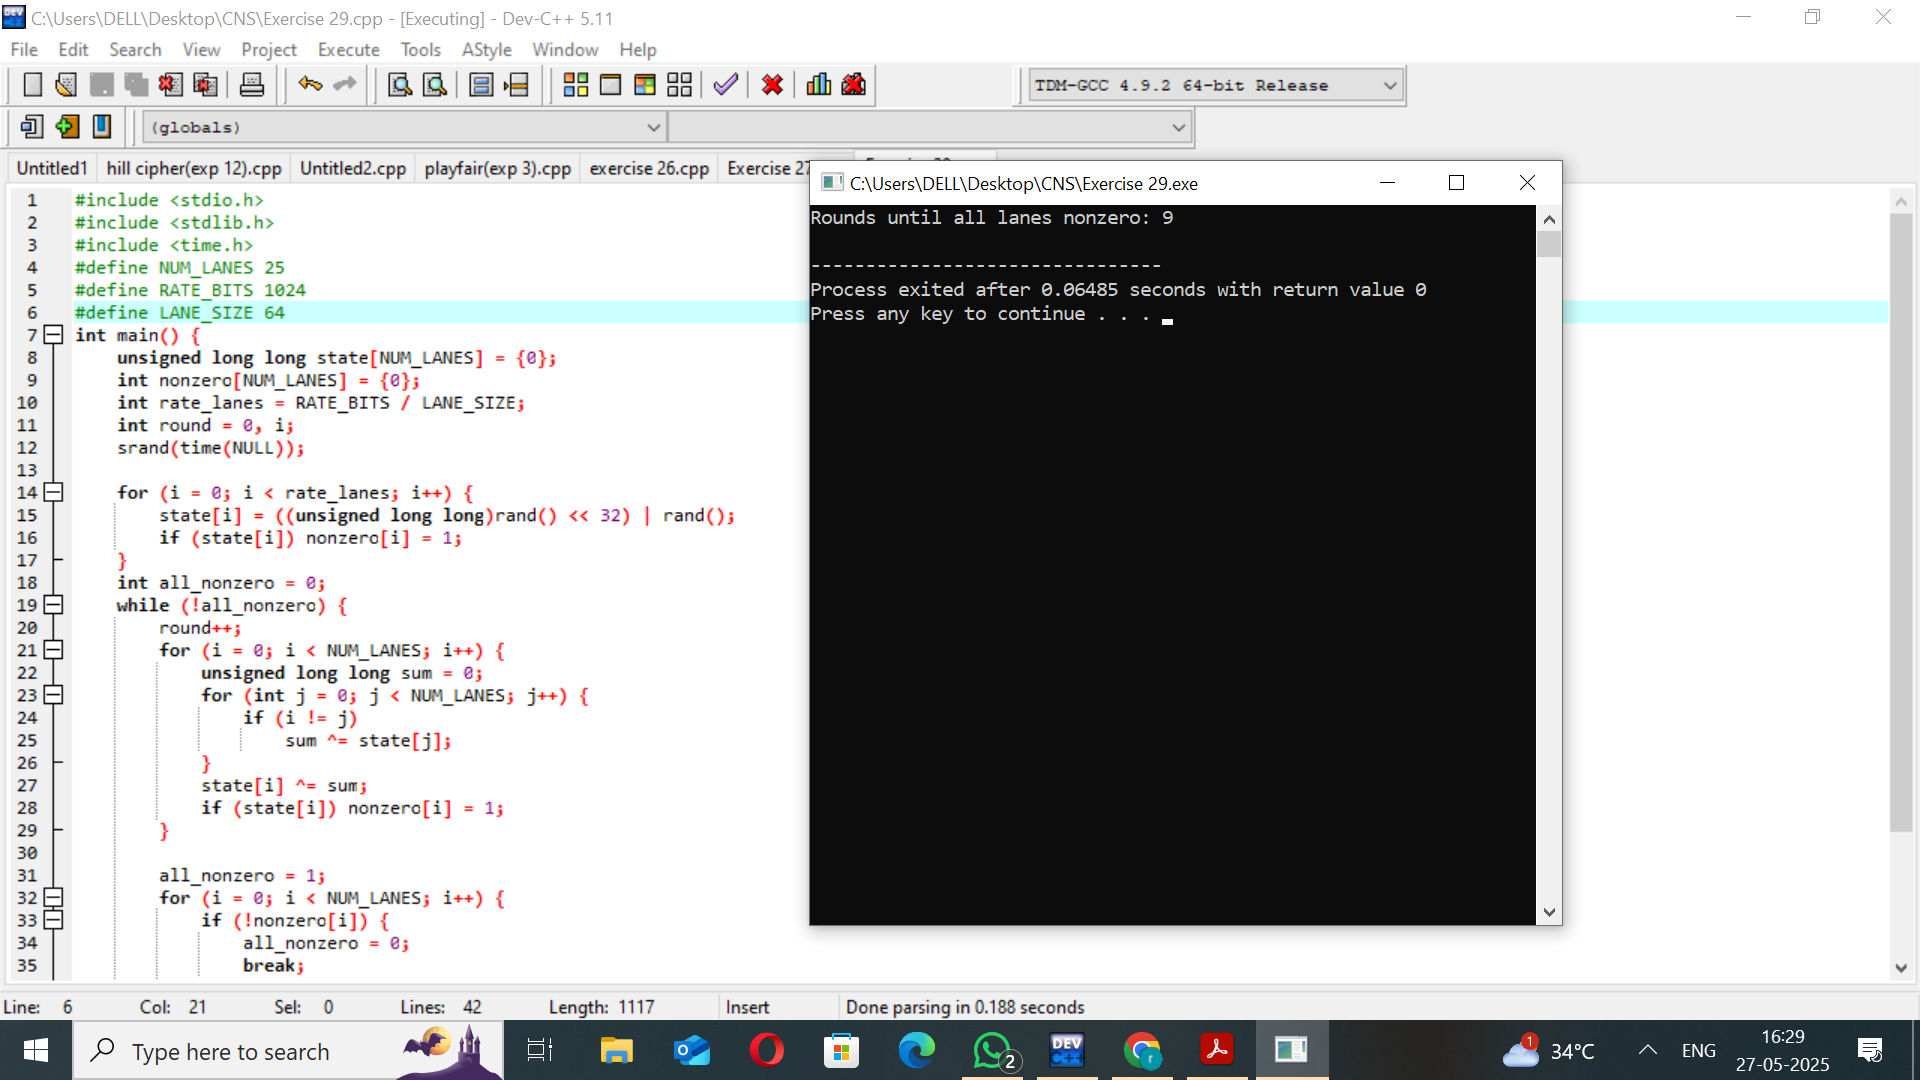 C:\Users\DELL\Desktop\CNS\Exercise 29.cpp - [Executing] - Dev-C++ 5.11
File Edit Search View Project Execute Tools AStyle Window Help
TDM-GCC 4.9.2 64-bit Release
(globals)
Untitled1 hill cipher(exp 12).cpp Untitled2.cpp playfair(exp 3).cpp exercise 26.cpp Exercise 27
1 #include <stdio.h>
2 #include <stdlib.h>
3 #include <time.h>
4 #define NUM_LANES 25
5 #define RATE_BITS 1024
6 #define LANE_SIZE 64
7 int main() {
8 unsigned long long state[NUM_LANES] = {0};
9 int nonzero[NUM_LANES] = {0};
10 int rate_lanes = RATE_BITS / LANE_SIZE;
11 int round = 0, i;
12 srand(time(NULL));
13
14 for (i = 0; i < rate_lanes; i++) {
15 state[i] = ((unsigned long long)rand() << 32) | rand();
16 if (state[i]) nonzero[i] = 1;
17 }
18 int all_nonzero = 0;
19 while (!all_nonzero) {
20 round++;
21 for (i = 0; i < NUM_LANES; i++) {
22 unsigned long long sum = 0;
23 for (int j = 0; j < NUM_LANES; j++) {
24 if (i != j)
25 sum ^= state[j];
26 }
27 state[i] ^= sum;
28 if (state[i]) nonzero[i] = 1;
29 }
30
31 all_nonzero = 1;
32 for (i = 0; i < NUM_LANES; i++) {
33 if (!nonzero[i]) {
34 all_nonzero = 0;
35 break;
C:\Users\DELL\Desktop\CNS\Exercise 29.exe
Rounds until all lanes nonzero: 9
--------------------------------
Process exited after 0.06485 seconds with return value 0
Press any key to continue . . .
Line: 6 Col: 21 Sel: 0 Lines: 42 Length: 1117 Insert Done parsing in 0.188 seconds
Type here to search
2
DEV C++
r
1
34°C
ENG
16:29
27-05-2025